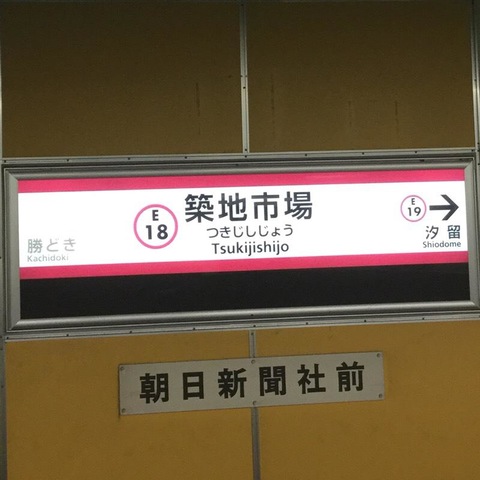 E
18
築地市場
つきじしじょう
Tsukijishijo
勝どき
Kachidoki
E
19
→
汐留
Shiodome
朝日新聞社前